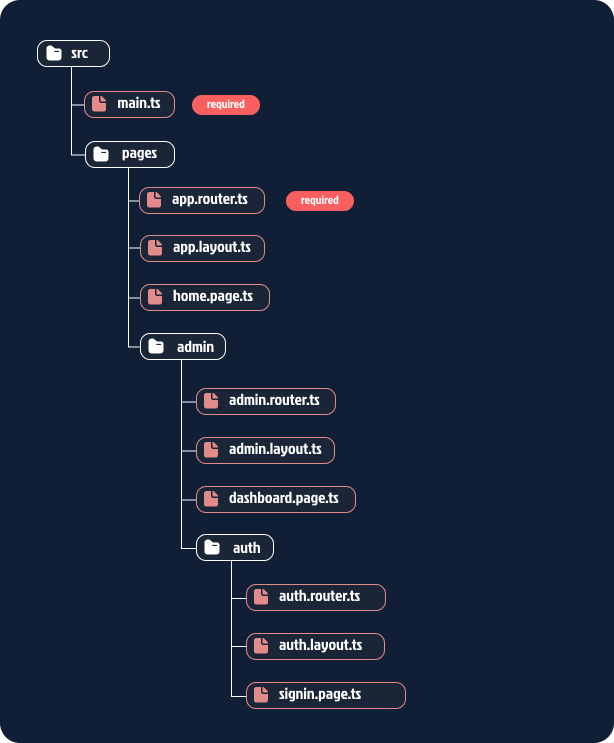 src
main.ts required
pages
app.router.ts required
app.layout.ts
home.page.ts
admin
admin.router.ts
admin.layout.ts
dashboard.page.ts
auth
auth.router.ts
auth.layout.ts
signin.page.ts